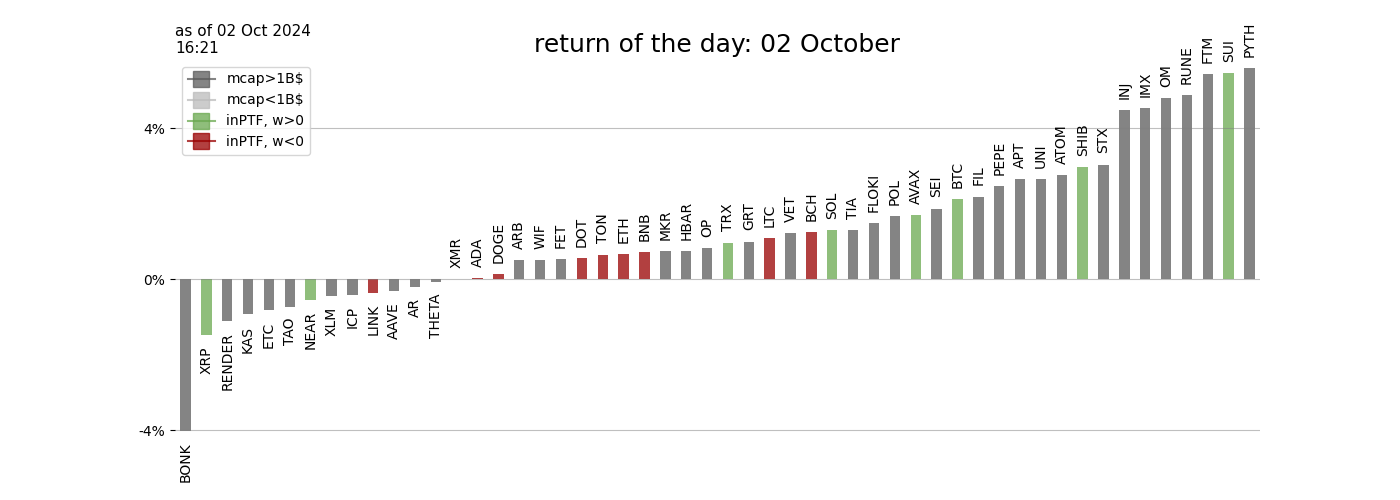 as of 02 Oct 2024
16:21
return of the day: 02 October
mcap>1B$
mcap<1B$
inPTF, w>0
inPTF, w<0
4%
0%
-4%
BONK
XRP
RENDER
KAS
ETC
TAO
NEAR
XLM
ICP
LINK
AAVE
AR
THETA
XMR
ADA
DOGE
ARB
WIF
FET
DOT
TON
ETH
BNB
MKR
HBAR
OP
TRX
GRT
LTC
VET
BCH
SOL
TIA
FLOKI
POL
AVAX
SEI
BTC
FIL
PEPE
APT
UNI
ATOM
SHIB
STX
INJ
IMX
OM
RUNE
FTM
SUI
PYTH